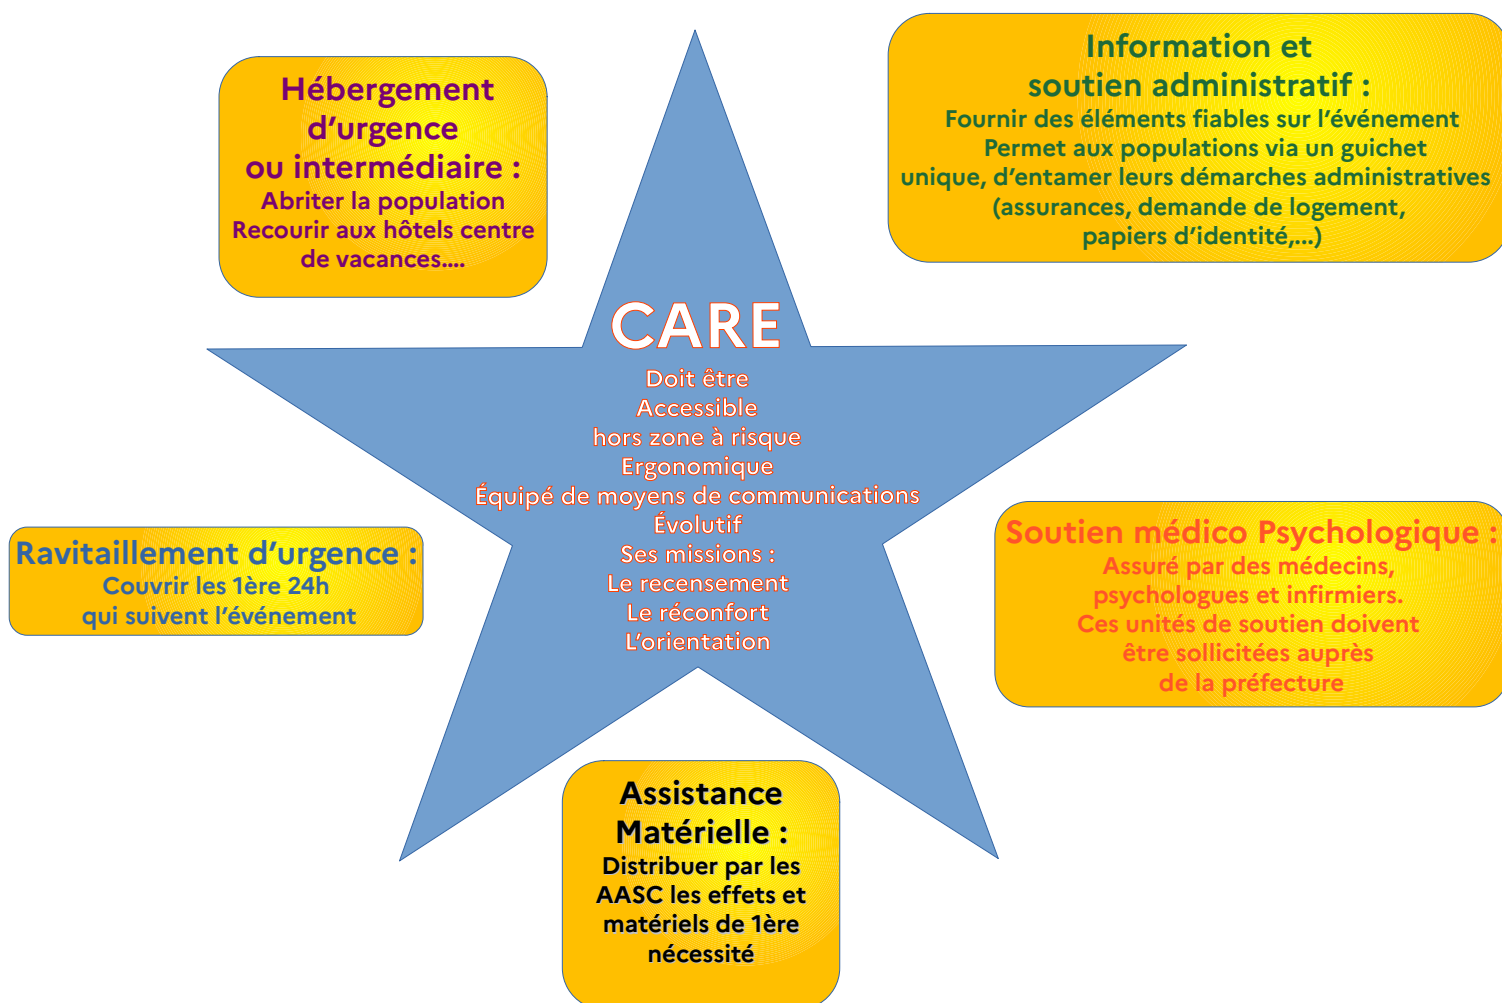 Hébergement
d’urgence
ou intermédiaire :
Abriter la population
Recourir aux hôtels centre
de vacances....
Information et
soutien administratif :
Fournir des éléments fiables sur l’événement
Permet aux populations via un guichet
unique, d’entamer leurs démarches administratives
(assurances, demande de logement,
papiers d’identité,...)
CARE
Doit être
Accessible
hors zone à risque
Ergonomique
Équipé de moyens de communications
Évolutif
Ses missions :
Le recensement
Le réconfort
L’orientation
Ravitaillement d’urgence :
Couvrir les 1ère 24h
qui suivent l’événement
Soutien médico Psychologique :
Assuré par des médecins,
psychologues et infirmiers.
Ces unités de soutien doivent
être sollicitées auprès
de la préfecture
Assistance
Matérielle :
Distribuer par les
AASC les effets et
matériels de 1ère
nécessité